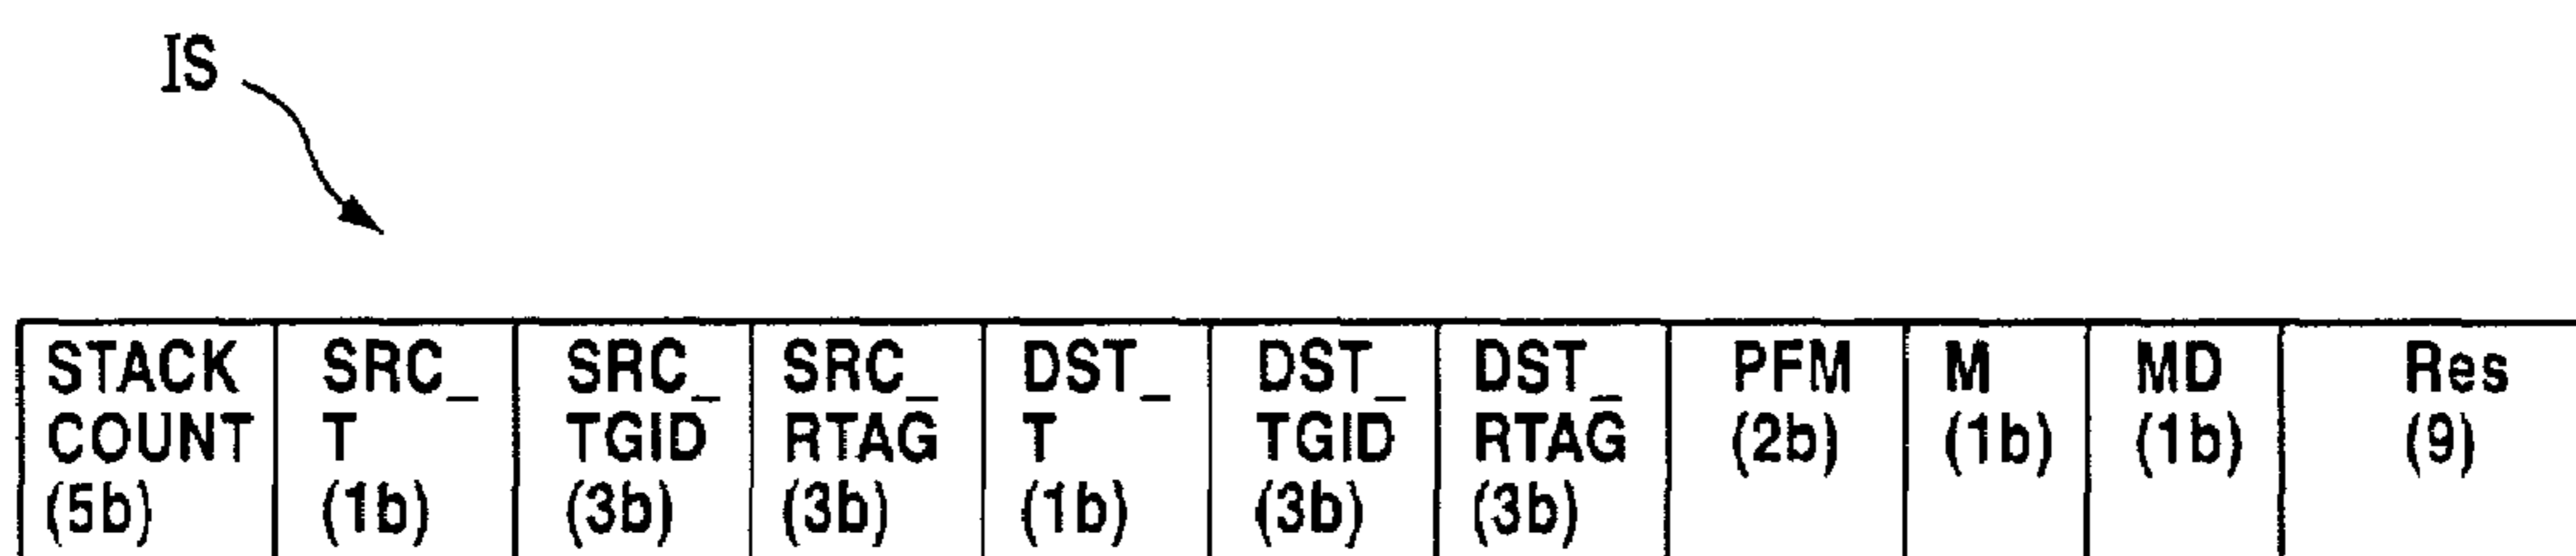 IS
STACK COUNT (5b)
SRC_ T (1b)
SRC_ TGID (3b)
SRC_ RTAG (3b)
DST_ T (1b)
DST_ TGID (3b)
DST_ RTAG (3b)
PFM (2b)
M (1b)
MD (1b)
Res (9)